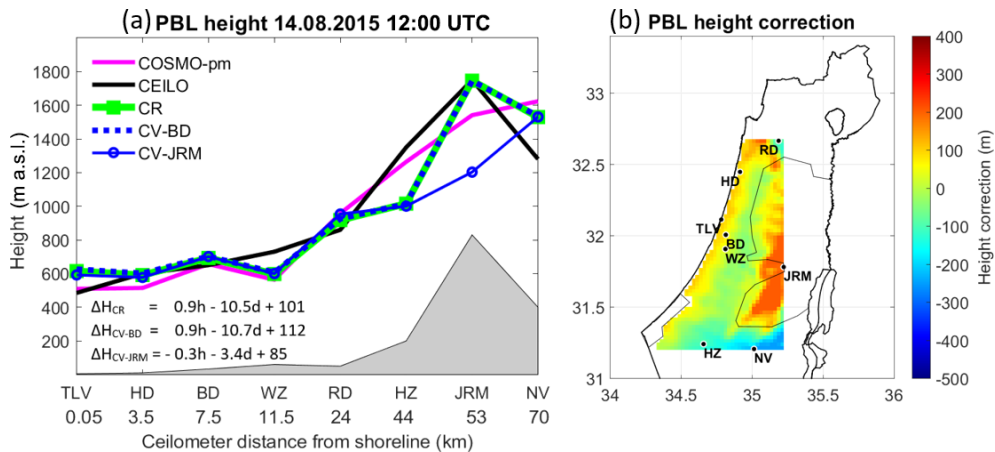 (a) PBL height 14.08.2015 12:00 UTC
COSMO-pm
CEILO
CR
CV-BD
CV-JRM
Height (m a.s.l.)
1800
1600
1400
1200
1000
800
600
400
200
ΔHCR = 0.9h - 10.5d + 101
ΔHCV-BD = 0.9h - 10.7d + 112
ΔHCV-JRM = - 0.3h - 3.4d + 85
TLV HD BD WZ RD HZ JRM NV
0.05 3.5 7.5 11.5 24 44 53 70
Ceilometer distance from shoreline (km)
(b) PBL height correction
33
32.5
32
31.5
31
34 34.5 35 35.5 36
RD
HD
TLV
BD
WZ
JRM
HZ
NV
400
300
200
100
0
-100
-200
-300
-400
-500
Height correction (m)